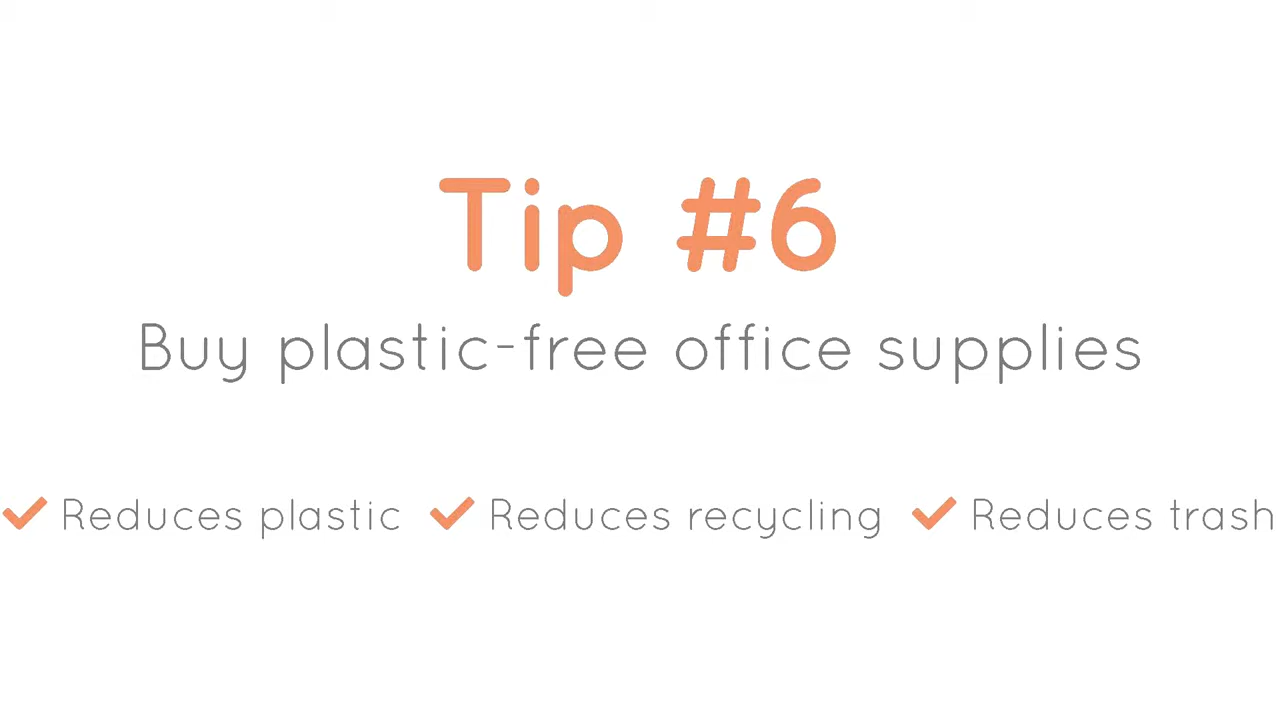 Tip #6
Buy plastic-free office supplies
✓ Reduces plastic ✓ Reduces recycling ✓ Reduces trash